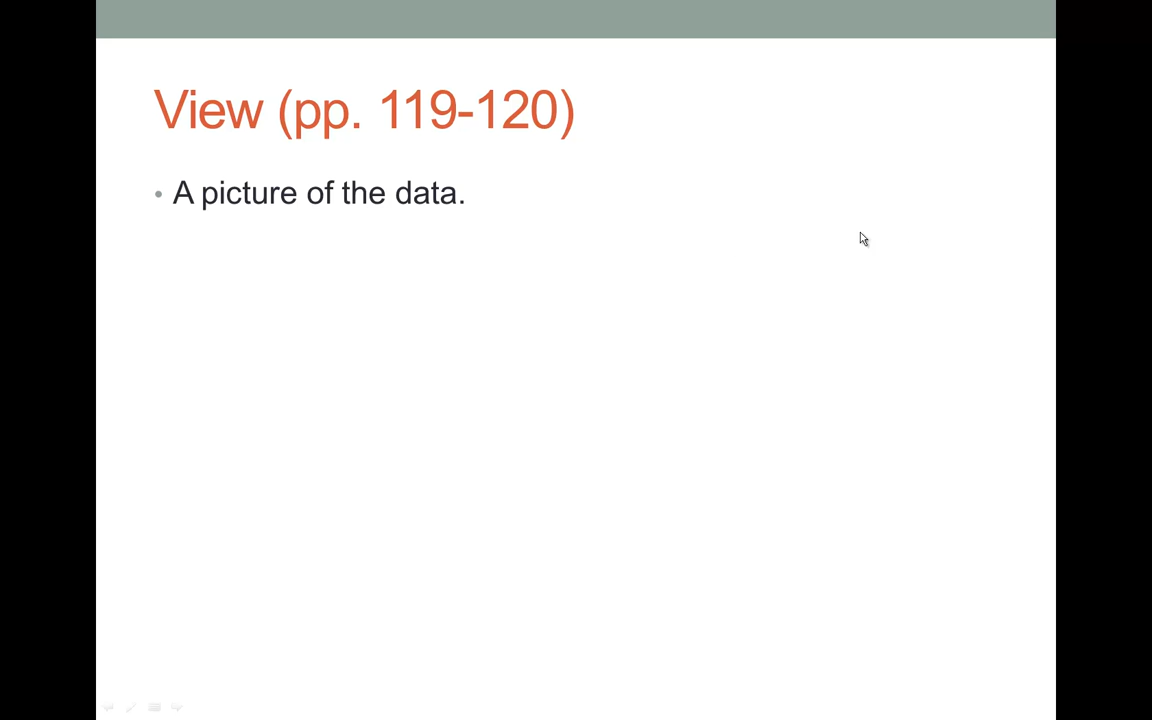 View (pp. 119-120)
• A picture of the data.